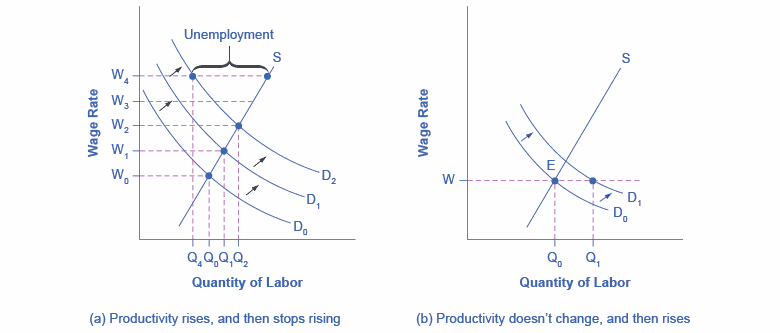 Unemployment
S
W4
W3
W2
W1
W0
Wage Rate
D2
D1
D0
Q4 Q0 Q1 Q2
Quantity of Labor
(a) Productivity rises, and then stops rising
S
E
W
Wage Rate
D1
D0
Q0 Q1
Quantity of Labor
(b) Productivity doesn’t change, and then rises